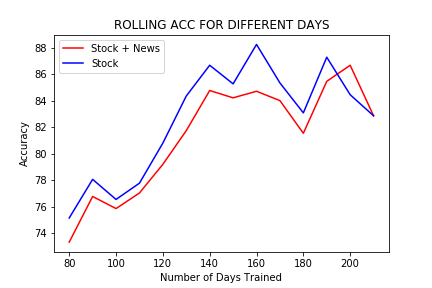 ROLLING ACC FOR DIFFERENT DAYS
Stock + News
Stock
88
86
84
82
80
78
76
74
Accuracy
80 100 120 140 160 180 200
Number of Days Trained